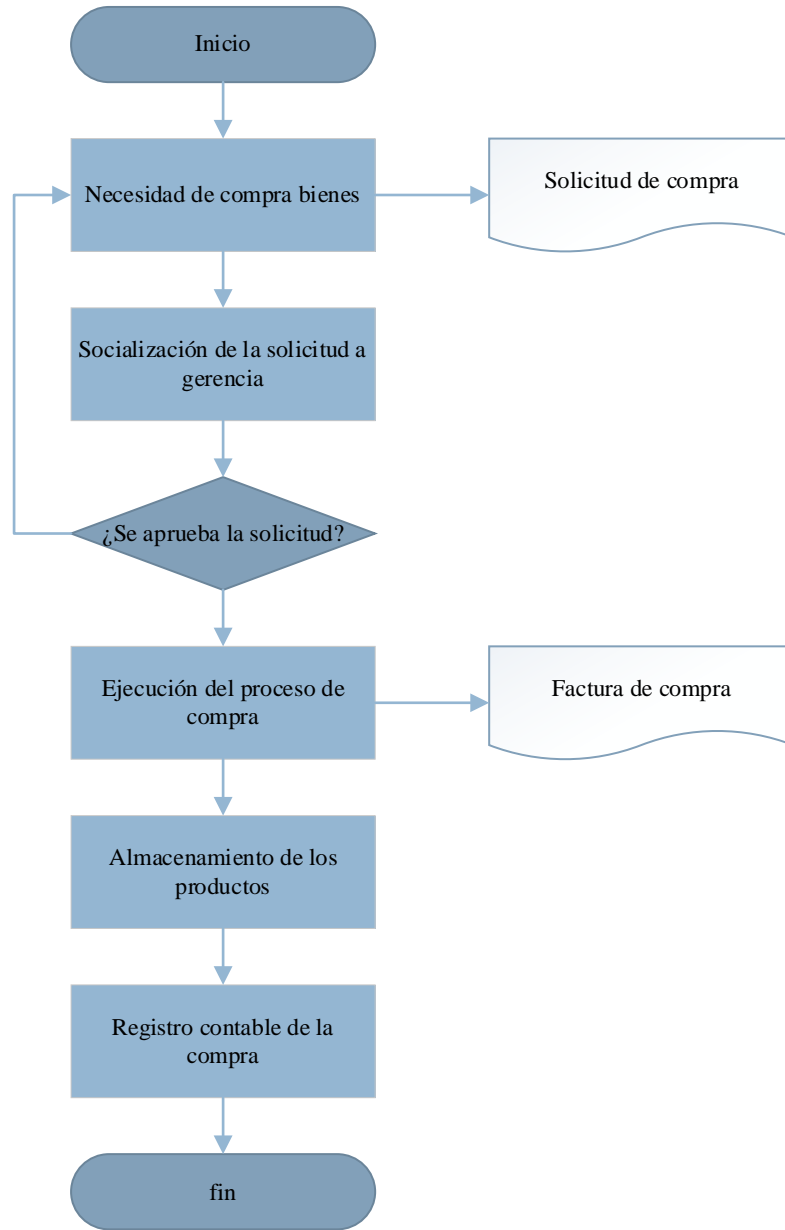 Inicio
Necesidad de compra bienes
Solicitud de compra
Socialización de la solicitud a
gerencia
¿Se aprueba la solicitud?
Ejecución del proceso de
compra
Factura de compra
Almacenamiento de los
productos
Registro contable de la
compra
fin